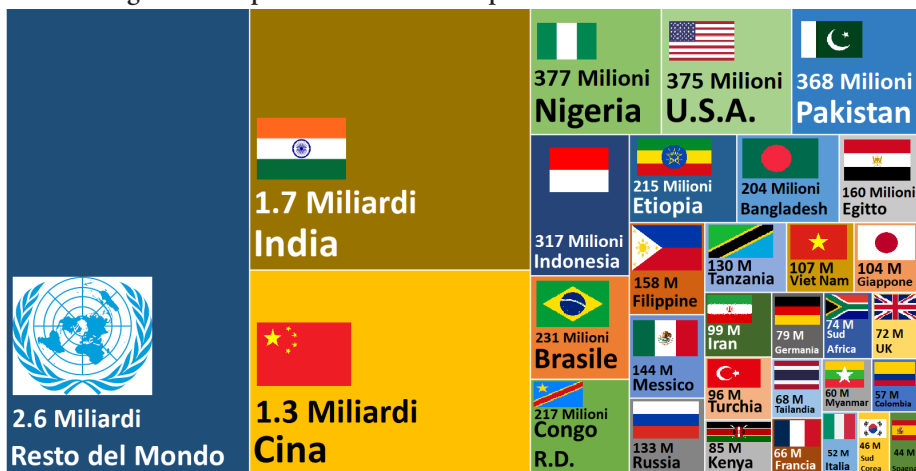 2.6 Miliardi
Resto del Mondo
1.7 Miliardi
India
1.3 Miliardi
Cina
377 Milioni
Nigeria
375 Milioni
U.S.A.
368 Milioni
Pakistan
317 Milioni
Indonesia
215 Milioni
Etiopia
204 Milioni
Bangladesh
160 Milioni
Egitto
231 Milioni
Brasile
217 Milioni
Congo
R.D.
158 M
Filippine
130 M
Tanzania
107 M
Viet Nam
104 M
Giappone
144 M
Messico
133 M
Russia
99 M
Iran
79 M
Germania
74 M
Sud
Africa
72 M
UK
96 M
Turchia
68 M
Tailandia
60 M
Myanmar
57 M
Colombia
85 M
Kenya
66 M
Francia
52 M
Italia
46 M
Sud
Corea
44 M